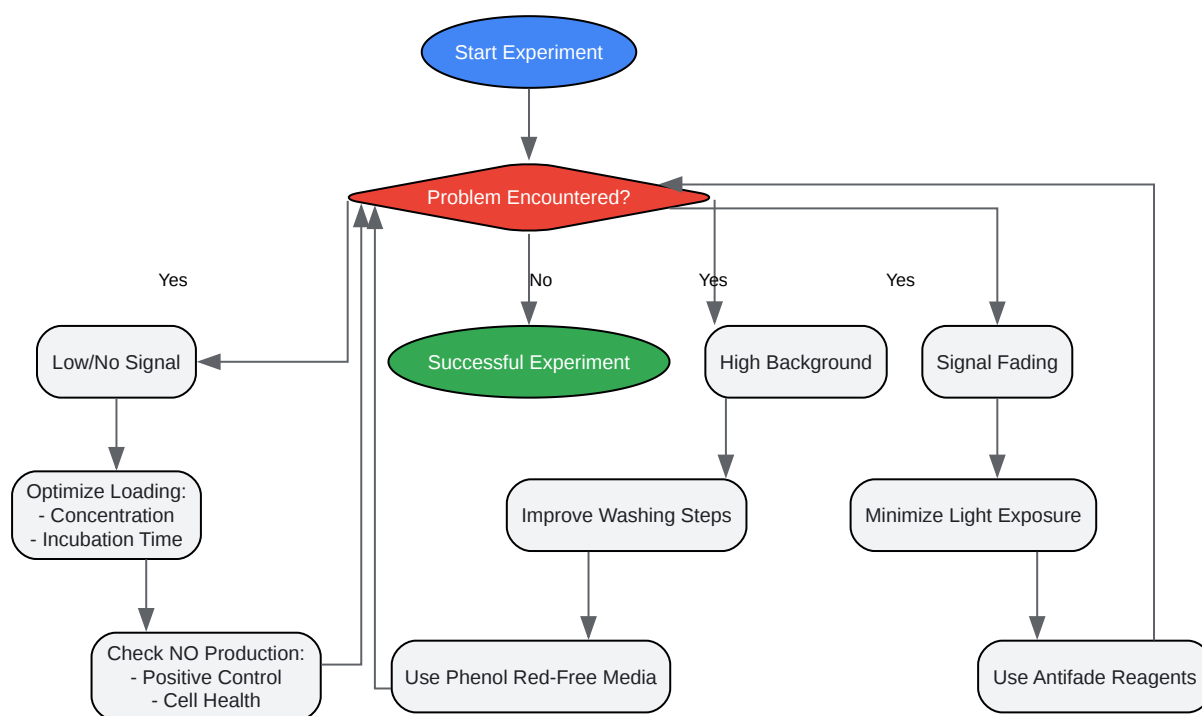 Start Experiment
Problem Encountered?
Yes
No
Yes
Yes
Low/No Signal
Successful Experiment
High Background
Signal Fading
Optimize Loading:
- Concentration
- Incubation Time
Improve Washing Steps
Minimize Light Exposure
Check NO Production:
- Positive Control
- Cell Health
Use Phenol Red-Free Media
Use Antifade Reagents